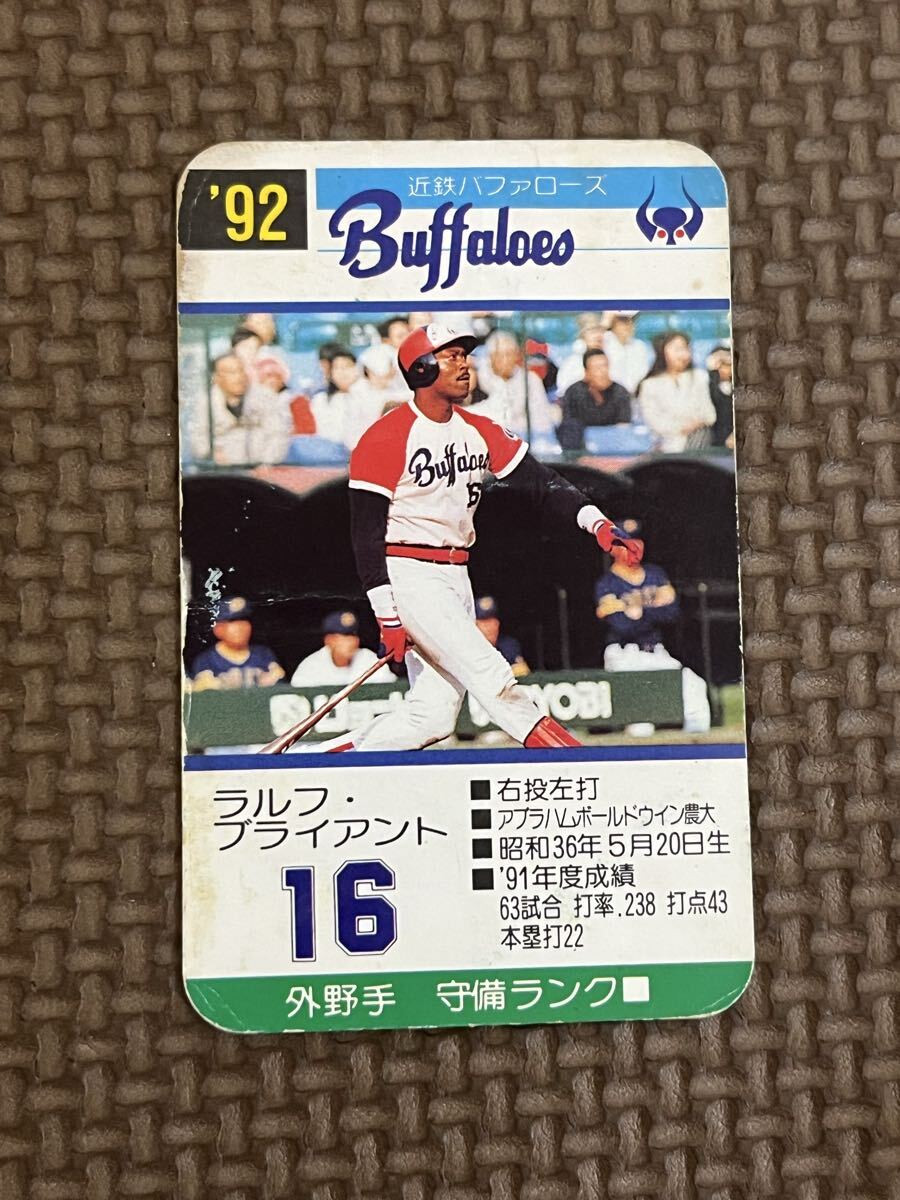 '92
近鉄バファローズ
Buffaloes
Buffaloes
16
ラルフ・
ブライアント
16
■右投左打
■アブラハムボールドウイン農大
■昭和36年5月20日生
■'91年度成績
63試合 打率.238 打点43
本塁打22
外野手 守備ランク■